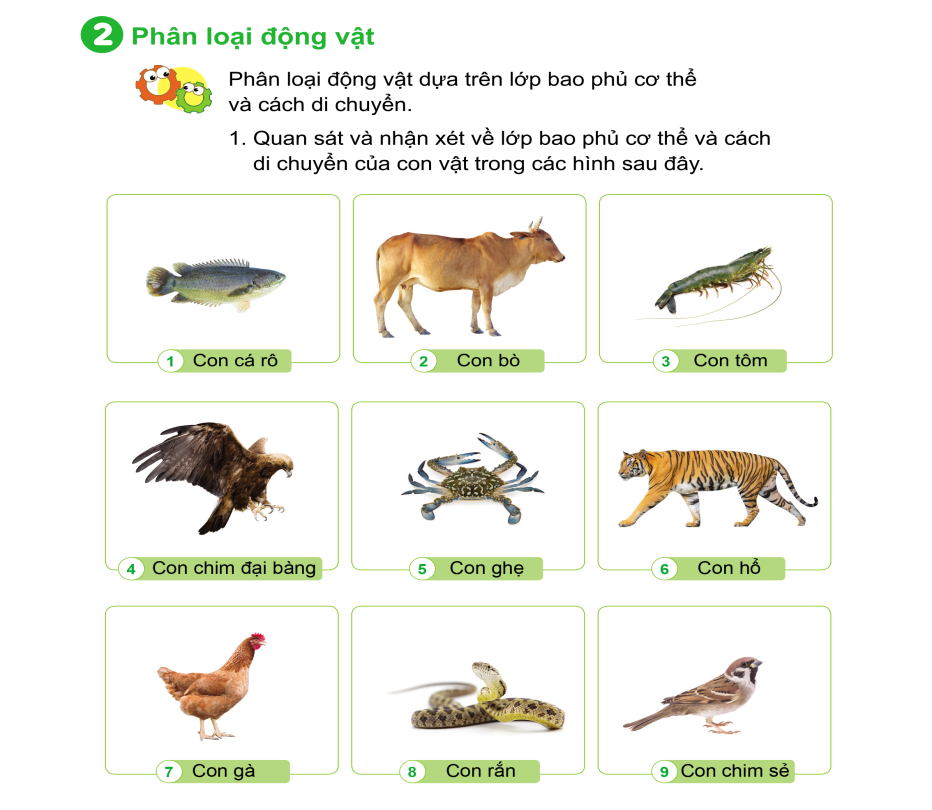 2 Phân loại động vật
Phân loại động vật dựa trên lớp bao phủ cơ thể
và cách di chuyển.
1. Quan sát và nhận xét về lớp bao phủ cơ thể và cách
di chuyển của con vật trong các hình sau đây.
1 Con cá rô
2 Con bò
3 Con tôm
4 Con chim đại bàng
5 Con ghẹ
6 Con hổ
7 Con gà
8 Con rắn
9 Con chim sẻ